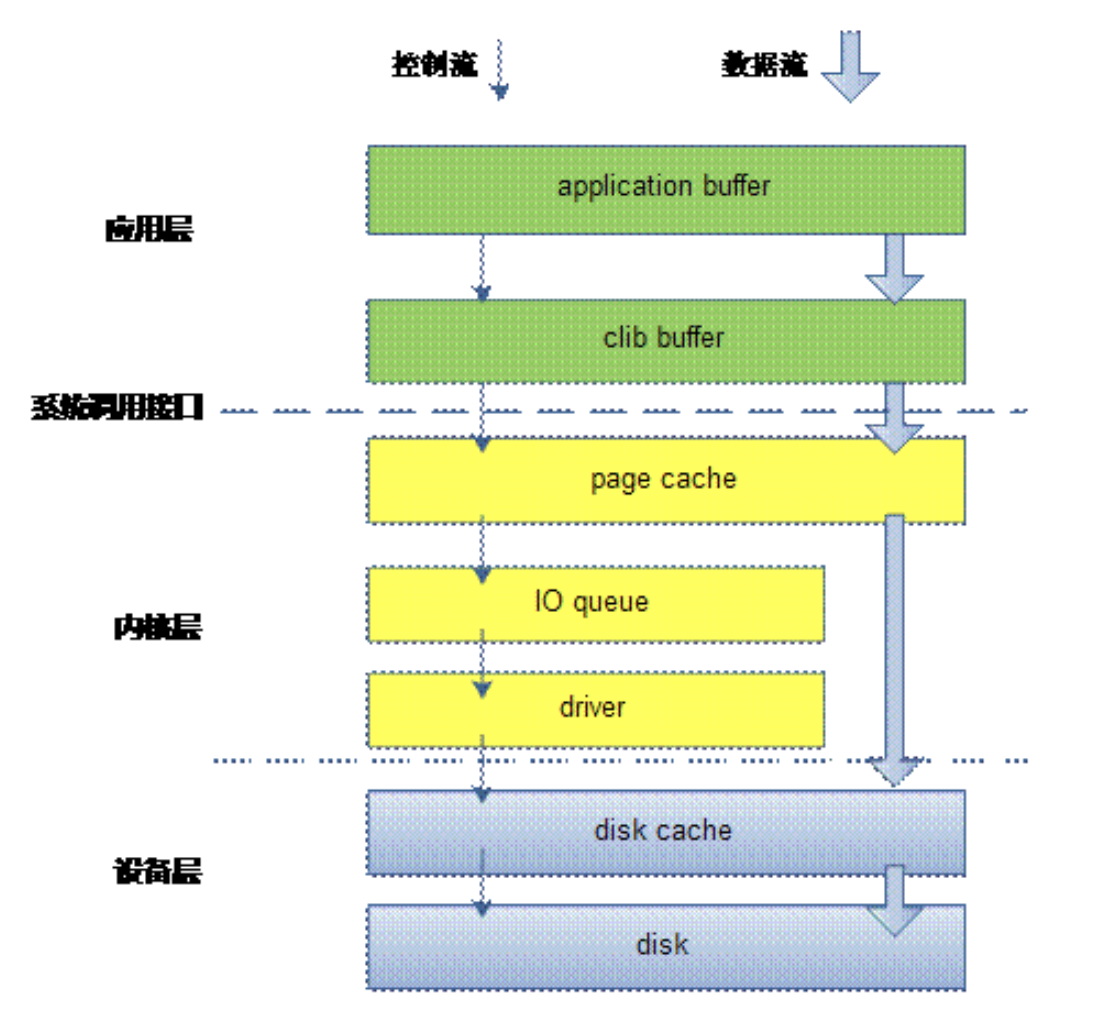 控制流
数据流
application buffer
应用层
clib buffer
系统调用接口
page cache
IO queue
内核层
driver
disk cache
设备层
disk